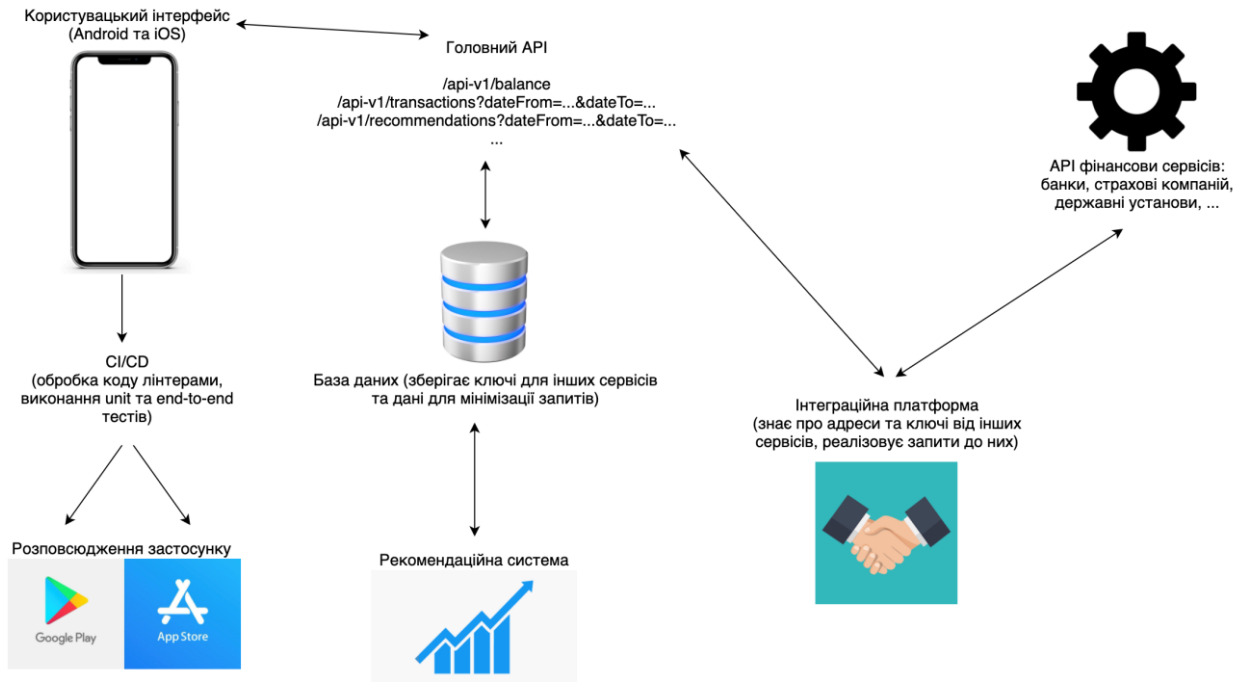 Користувацький інтерфейс
(Android та iOS)
Головний API
/api-v1/balance
/api-v1/transactions?dateFrom=...&dateTo=...
/api-v1/recommendations?dateFrom=...&dateTo=...
...
API фінансови сервісів:
банки, страхові компаній,
державні установи, ...
CI/CD
(обробка коду лінтерами,
виконання unit та end-to-end
тестів)
База даних (зберігає ключі для інших сервісів
та дані для мінімізації запитів)
Інтеграційна платформа
(знає про адреси та ключі від інших
сервісів, реалізовує запити до них)
Розповсюдження застосунку
Google Play
App Store
Рекомендаційна система